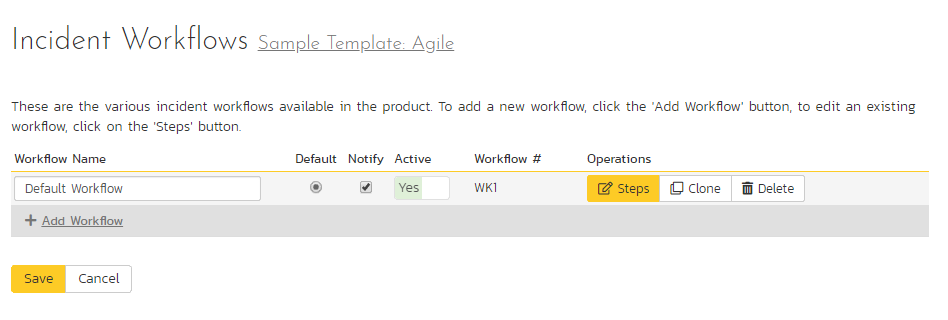 Incident Workflows Sample Template: Agile
These are the various incident workflows available in the product. To add a new workflow, click the 'Add Workflow' button, to edit an existing
workflow, click on the 'Steps' button.
Workflow Name Default Notify Active Workflow # Operations
Default Workflow Yes WK1 Steps Clone Delete
Add Workflow
Save Cancel